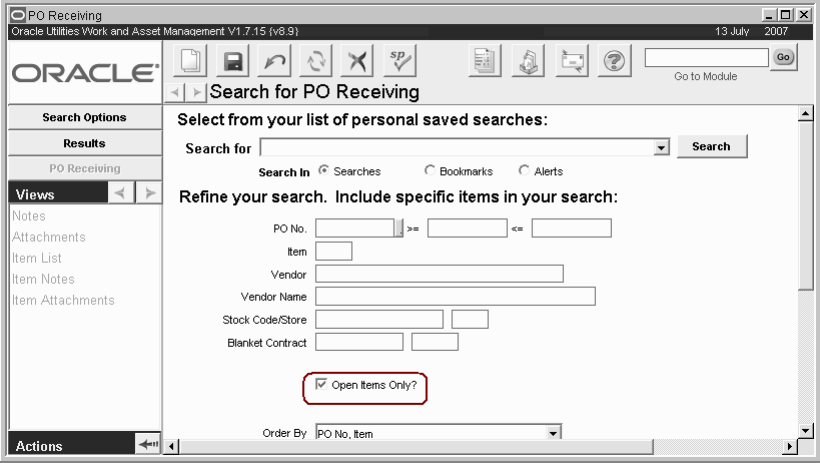 PO Receiving
Oracle Utilities Work and Asset Management V1.7.15 {v8.9} 13 July 2007
sp
?
Go
Go to Module
ORACLE
Search for PO Receiving
Search Options
Results
PO Receiving
Views
Notes
Attachments
Item List
Item Notes
Item Attachments
Actions
Select from your list of personal saved searches:
Search for Search
Search In Searches Bookmarks Alerts
Refine your search. Include specific items in your search:
PO No. >= <=
Item
Vendor
Vendor Name
Stock Code/Store
Blanket Contract
Open Items Only?
Order By PO No, Item